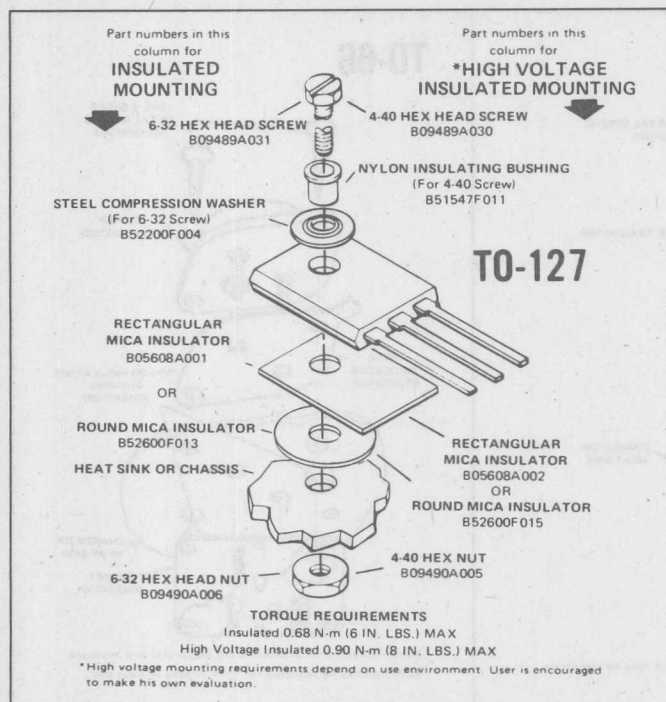 Part numbers in this
column for
INSULATED
MOUNTING
Part numbers in this
column for
*HIGH VOLTAGE
INSULATED MOUNTING
6-32 HEX HEAD SCREW
B09489A031
4-40 HEX HEAD SCREW
B09489A030
NYLON INSULATING BUSHING
(For 4-40 Screw)
B51547F011
STEEL COMPRESSION WASHER
(For 6-32 Screw)
B52200F004
TO-127
RECTANGULAR
MICA INSULATOR
B05608A001
OR
ROUND MICA INSULATOR
B52600F013
HEAT SINK OR CHASSIS
RECTANGULAR
MICA INSULATOR
B05608A002
OR
ROUND MICA INSULATOR
B52600F015
6-32 HEX HEAD NUT
B09490A006
4-40 HEX NUT
B09490A005
TORQUE REQUIREMENTS
Insulated 0.68 N-m (6 IN. LBS.) MAX
High Voltage Insulated 0.90 N-m (8 IN. LBS.) MAX
*High voltage mounting requirements depend on use environment. User is encouraged
to make his own evaluation.
TO-66